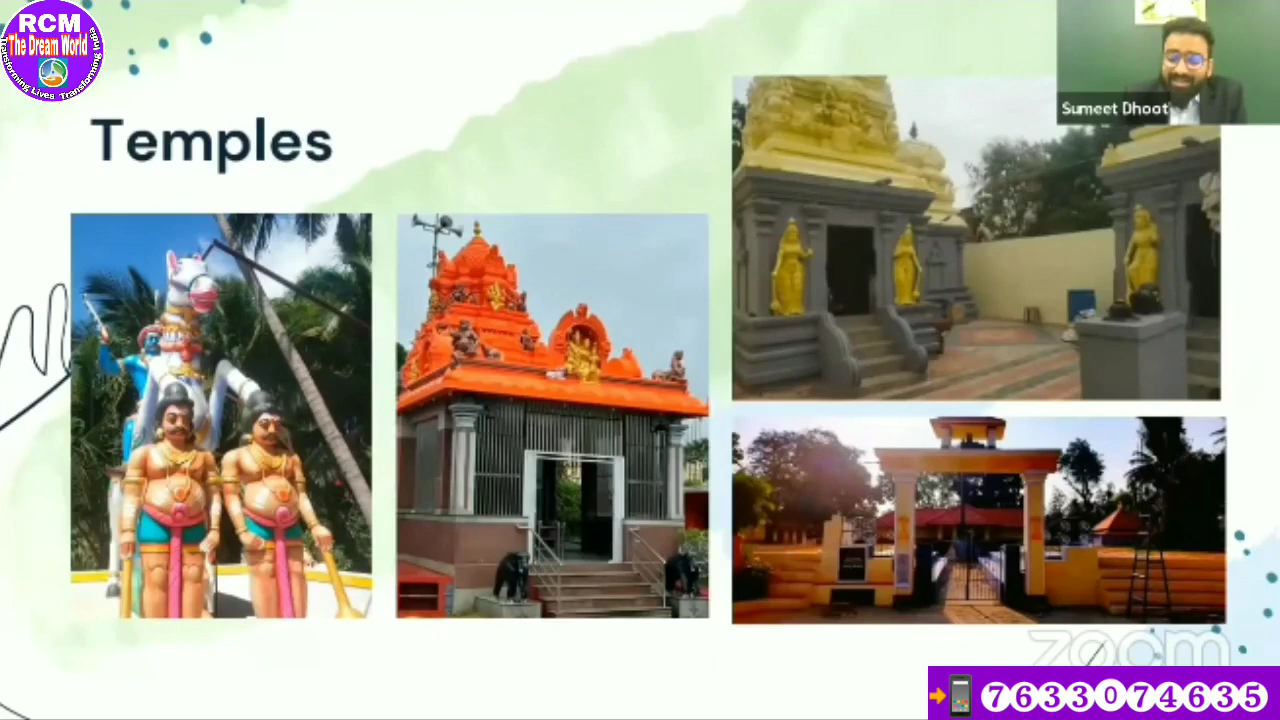 RCM
The Dream World
Transforming Lives Transforming India
Temples
Sumeet Dhoot
zoom
7633074635